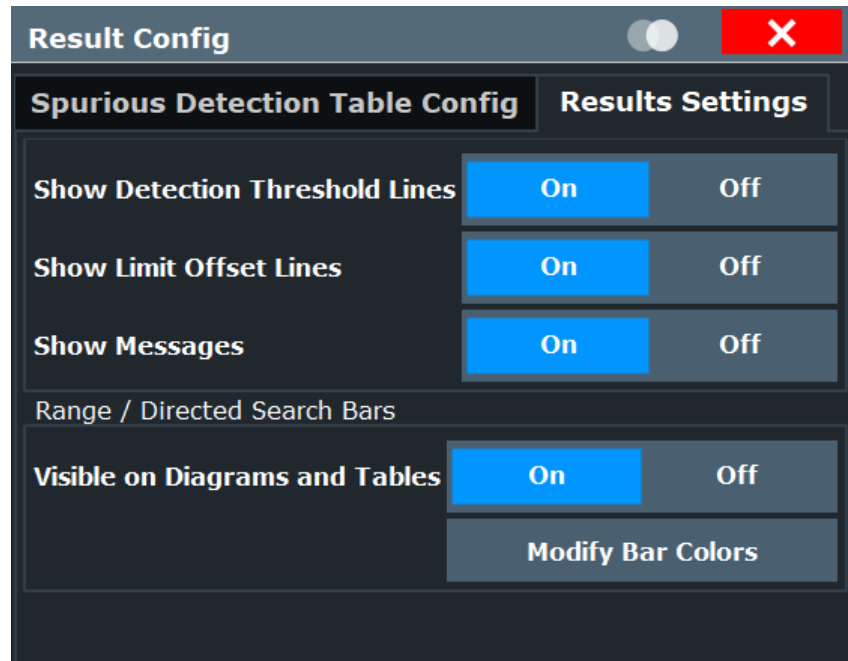 Result Config
Spurious Detection Table Config Results Settings
Show Detection Threshold Lines On Off
Show Limit Offset Lines On Off
Show Messages On Off
Range / Directed Search Bars
Visible on Diagrams and Tables On Off
Modify Bar Colors